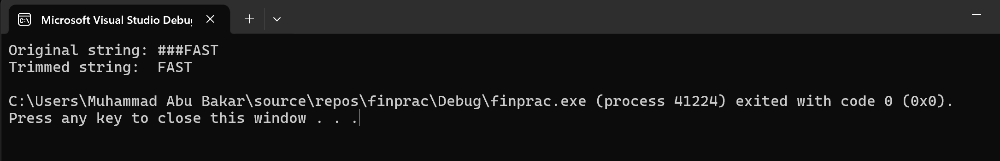 Microsoft Visual Studio Debu
Original string: ###FAST
Trimmed string:  FAST
C:\Users\Muhammad Abu Bakar\source\repos\finprac\Debug\finprac.exe (process 41224) exited with code 0 (0x0).
Press any key to close this window . . .